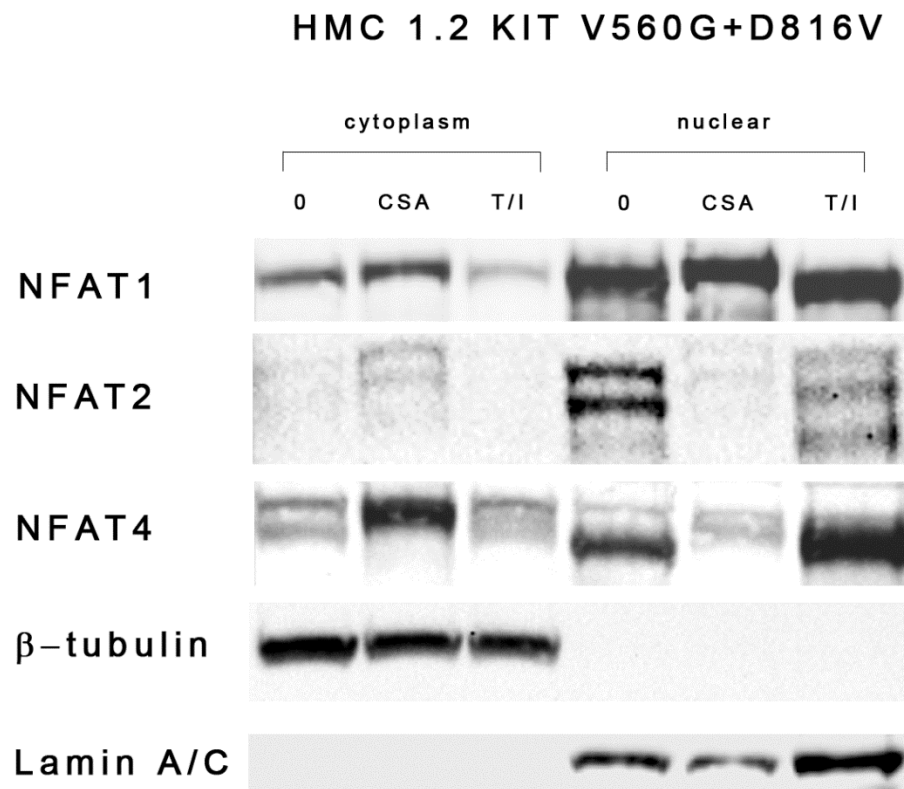 HMC 1.2 KIT V560G+D816V
cytoplasm nuclear
0 CSA T/I 0 CSA T/I
NFAT1
NFAT2
NFAT4
β–tubulin
Lamin A/C